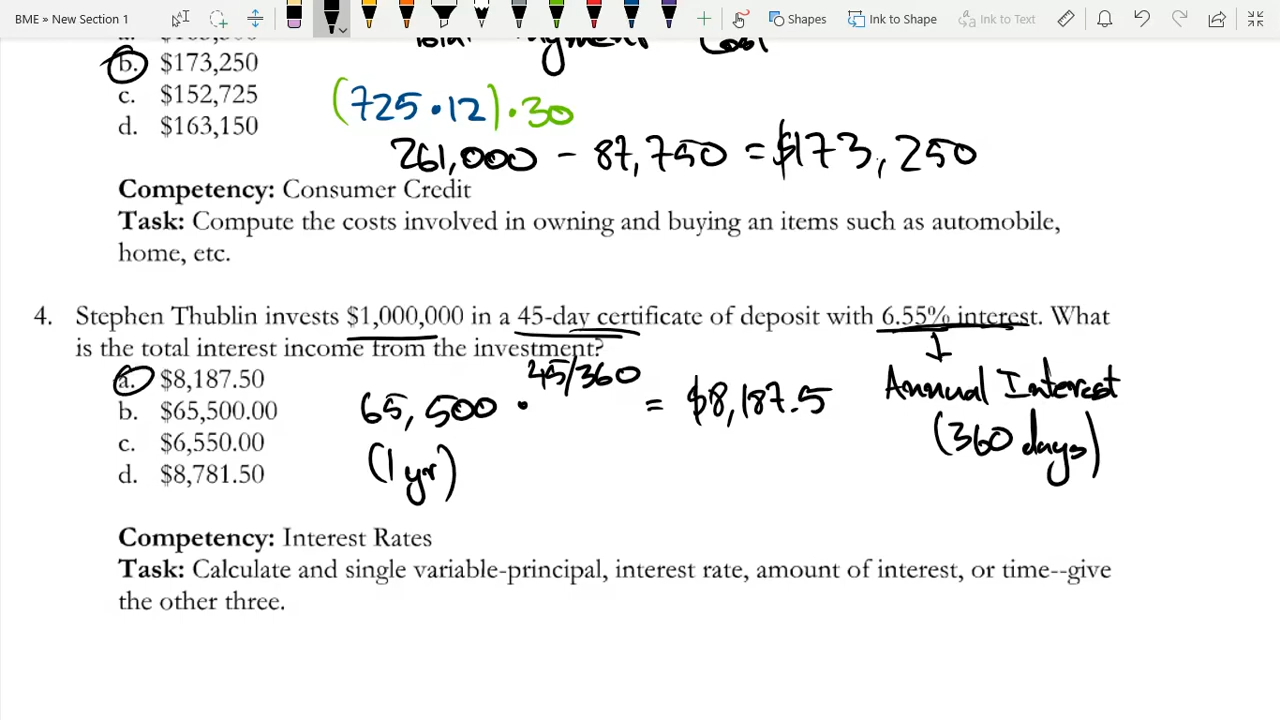 BME » New Section 1 Shapes Ink to Shape Ink to Text
b. $173,250
c. $152,725
d. $163,150
(725·12)·30
261,000 - 87,750 = $173,250
Competency: Consumer Credit
Task: Compute the costs involved in owning and buying an items such as automobile,
home, etc.
4. Stephen Thublin invests $1,000,000 in a 45-day certificate of deposit with 6.55% interest. What
is the total interest income from the investment?
a. $8,187.50
b. $65,500.00
c. $6,550.00
d. $8,781.50
65,500 · 45/360 = $8,187.5
(1 yr)
Annual Interest
(360 days)
Competency: Interest Rates
Task: Calculate and single variable-principal, interest rate, amount of interest, or time--give
the other three.